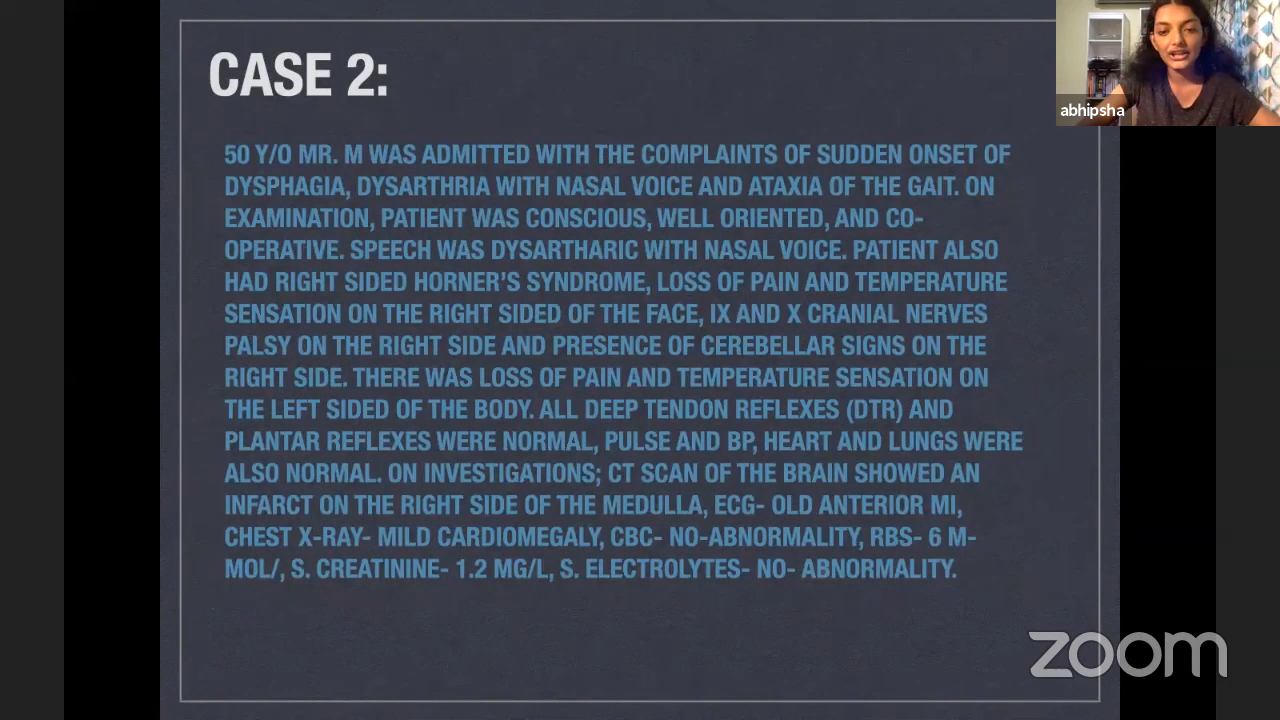 CASE 2:
abhipsha
50 Y/O MR. M WAS ADMITTED WITH THE COMPLAINTS OF SUDDEN ONSET OF
DYSPHAGIA, DYSARTHRIA WITH NASAL VOICE AND ATAXIA OF THE GAIT. ON
EXAMINATION, PATIENT WAS CONSCIOUS, WELL ORIENTED, AND CO-
OPERATIVE. SPEECH WAS DYSARTHARIC WITH NASAL VOICE. PATIENT ALSO
HAD RIGHT SIDED HORNER'S SYNDROME, LOSS OF PAIN AND TEMPERATURE
SENSATION ON THE RIGHT SIDED OF THE FACE, IX AND X CRANIAL NERVES
PALSY ON THE RIGHT SIDE AND PRESENCE OF CEREBELLAR SIGNS ON THE
RIGHT SIDE. THERE WAS LOSS OF PAIN AND TEMPERATURE SENSATION ON
THE LEFT SIDED OF THE BODY. ALL DEEP TENDON REFLEXES (DTR) AND
PLANTAR REFLEXES WERE NORMAL, PULSE AND BP, HEART AND LUNGS WERE
ALSO NORMAL. ON INVESTIGATIONS; CT SCAN OF THE BRAIN SHOWED AN
INFARCT ON THE RIGHT SIDE OF THE MEDULLA, ECG- OLD ANTERIOR MI,
CHEST X-RAY- MILD CARDIOMEGALY, CBC- NO-ABNORMALITY, RBS- 6 M-
MOL/, S. CREATININE- 1.2 MG/L, S. ELECTROLYTES- NO- ABNORMALITY.
zoom